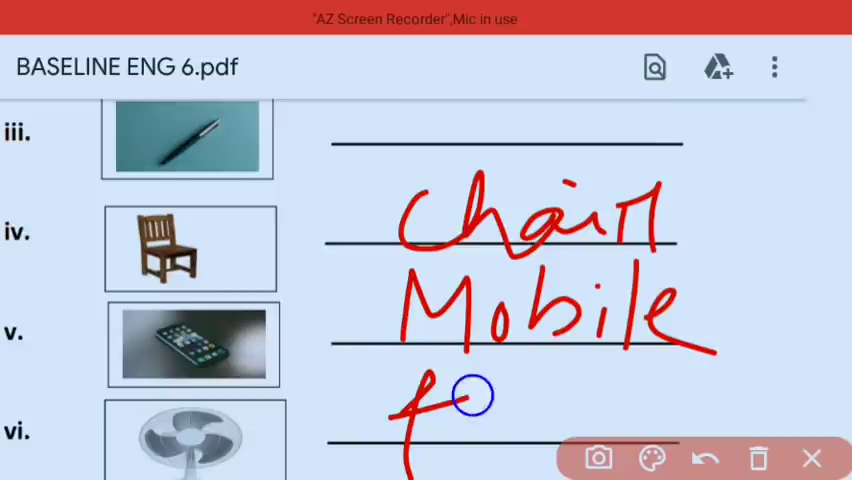 "AZ Screen Recorder",Mic in use
BASELINE ENG 6.pdf
iii.
iv. Chair
v. Mobile
vi. f